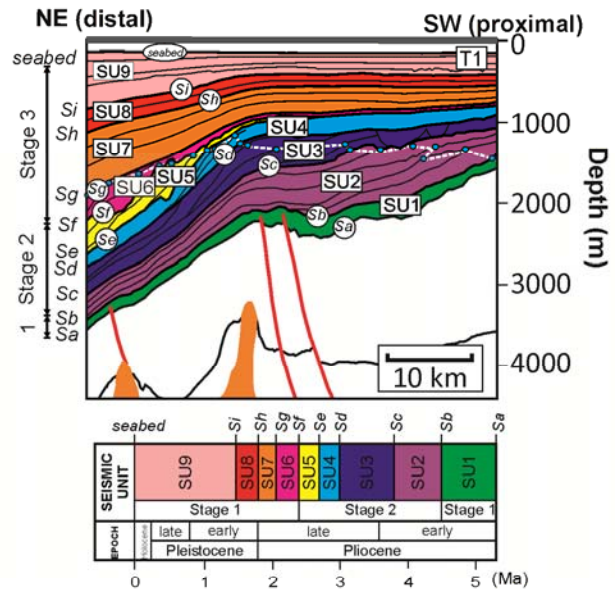 NE (distal)
SW (proximal)
seabed
seabed
T1
0
SU9
Si
Sh
SU8
Si
Sh
SU7
SU4
1000
Sd
SU3
Sc
SU5
SU6
Sg
Sf
Se
SU2
SU1
Sb
Sa
2000
3000
4000
Depth (m)
Stage 3
Stage 2
1
Sg
Sf
Se
Sd
Sc
Sb
Sa
10 km
seabed Si Sh Sg Sf Se Sd Sc Sb Sa
SEISMIC UNIT
SU9 SU8 SU7 SU6 SU5 SU4 SU3 SU2 SU1
Stage 1 Stage 2 Stage 1
EPOCH
Holocene late early late early
Pleistocene Pliocene
0 1 2 3 4 5 (Ma)